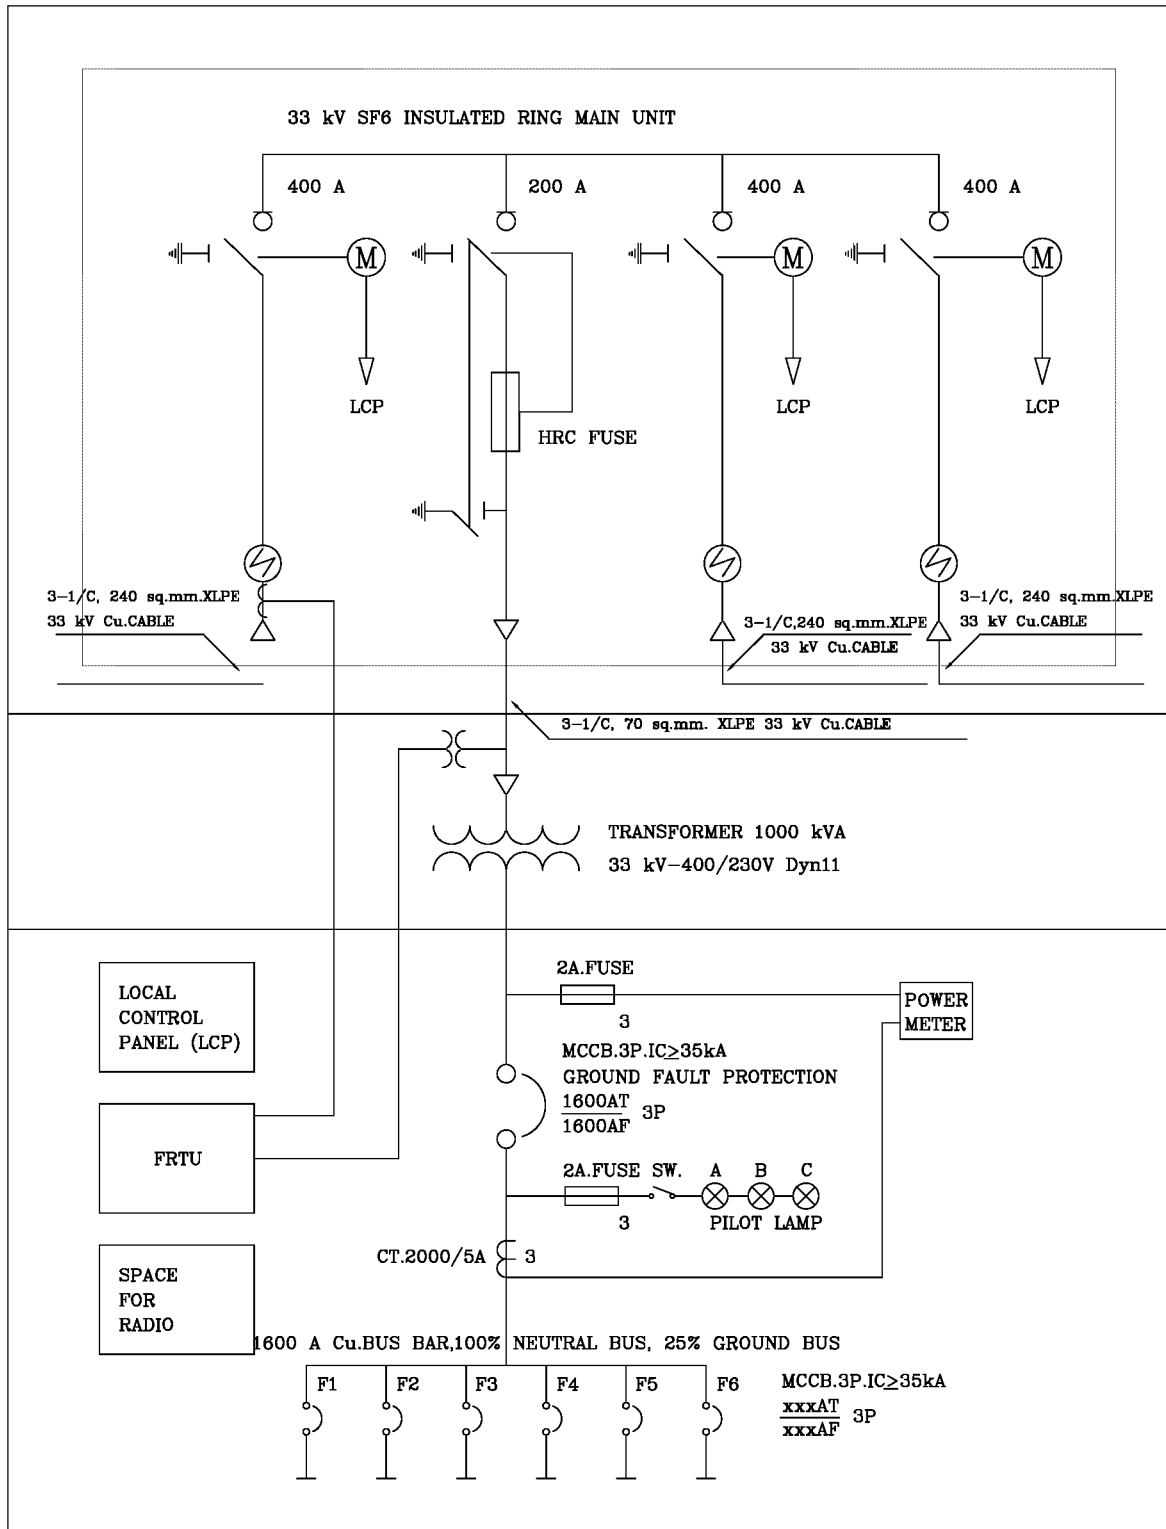 33 kV SF6 INSULATED RING MAIN UNIT
400 A
200 A
400 A
400 A
M
M
M
LCP
LCP
LCP
HRC FUSE
3-1/C, 240 sq.mm.XLPE
33 kV Cu.CABLE
3-1/C,240 sq.mm.XLPE
33 kV Cu.CABLE
3-1/C, 240 sq.mm.XLPE
33 kV Cu.CABLE
3-1/C, 70 sq.mm. XLPE 33 kV Cu.CABLE
TRANSFORMER 1000 kVA
33 kV-400/230V Dyn11
LOCAL
CONTROL
PANEL (LCP)
2A.FUSE
3
POWER
METER
MCCB.3P.IC≥35kA
GROUND FAULT PROTECTION
1600AT
1600AF
3P
FRTU
2A.FUSE SW.
A
B
C
3
PILOT LAMP
CT.2000/5A
3
SPACE
FOR
RADIO
1600 A Cu.BUS BAR,100% NEUTRAL BUS, 25% GROUND BUS
F1
F2
F3
F4
F5
F6
MCCB.3P.IC≥35kA
xxxAT
xxxAF
3P